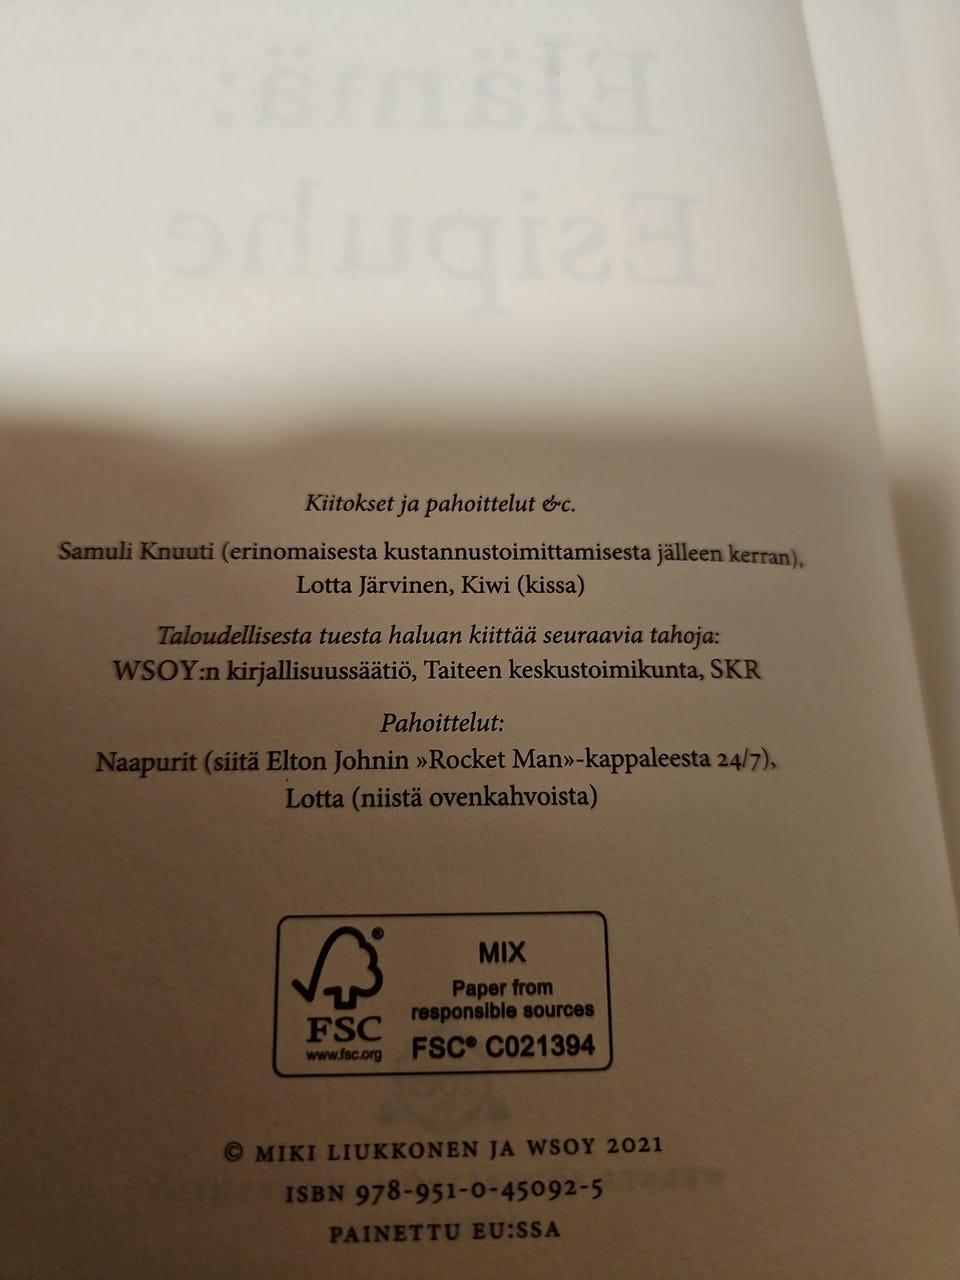 Elämä:
Esipuhe
Kiitokset ja pahoittelut &c.
Samuli Knuuti (erinomaisesta kustannustoimittamisesta jälleen kerran),
Lotta Järvinen, Kiwi (kissa)
Taloudellisesta tuesta haluan kiittää seuraavia tahoja:
WSOY:n kirjallisuussäätiö, Taiteen keskustoimikunta, SKR
Pahoittelut:
Naapurit (siitä Elton Johnin »Rocket Man»-kappaleesta 24/7),
Lotta (niistä ovenkahvoista)
MIX
Paper from
responsible sources
FSC® C021394
®
FSC
www.fsc.org
© MIKI LIUKKONEN JA WSOY 2021
ISBN 978-951-0-45092-5
PAINETTU EU:SSA